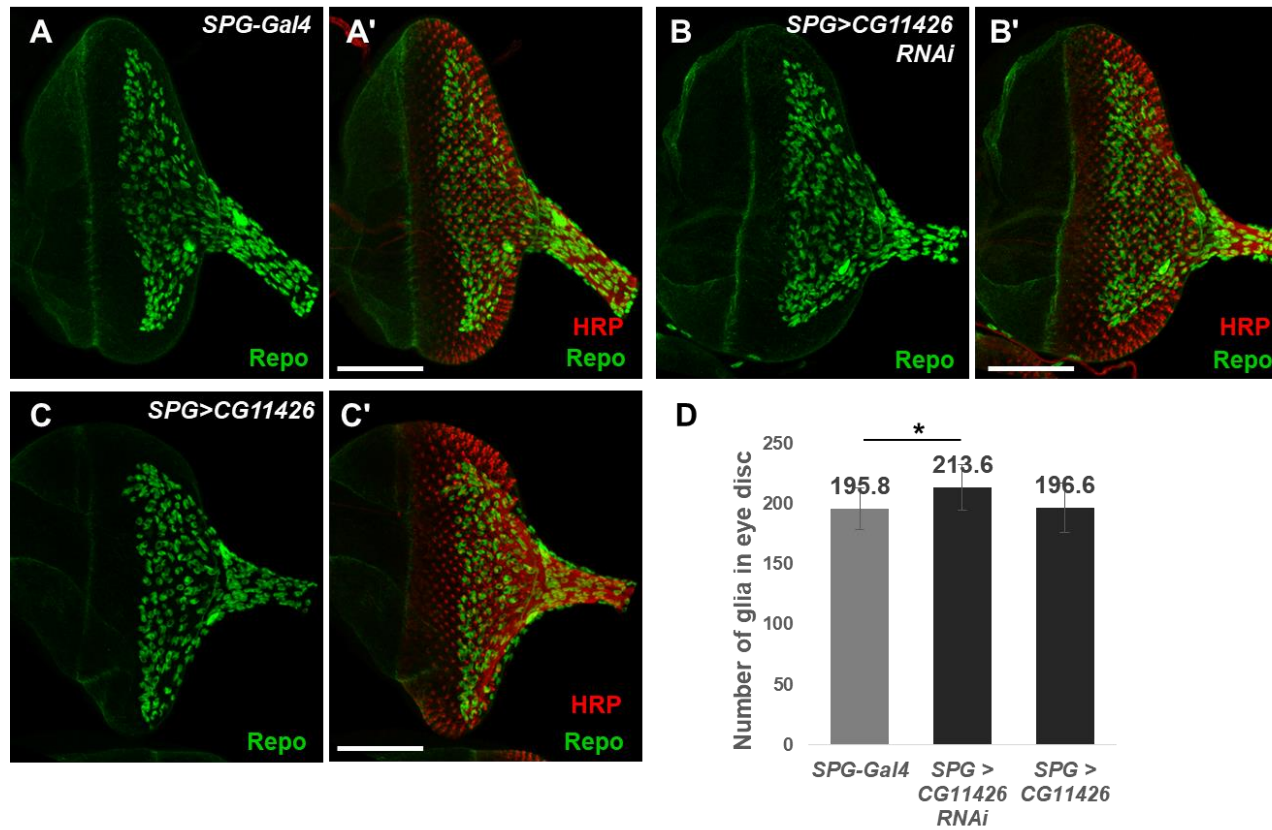 A
SPG-Gal4
Repo
A'
HRP
Repo
B
SPG>CG11426
RNAi
Repo
B'
HRP
Repo
C
SPG>CG11426
Repo
C'
HRP
Repo
D
Number of glia in eye disc
250
200
150
100
50
0
*
195.8
213.6
196.6
SPG-Gal4
SPG >
CG11426
RNAi
SPG >
CG11426